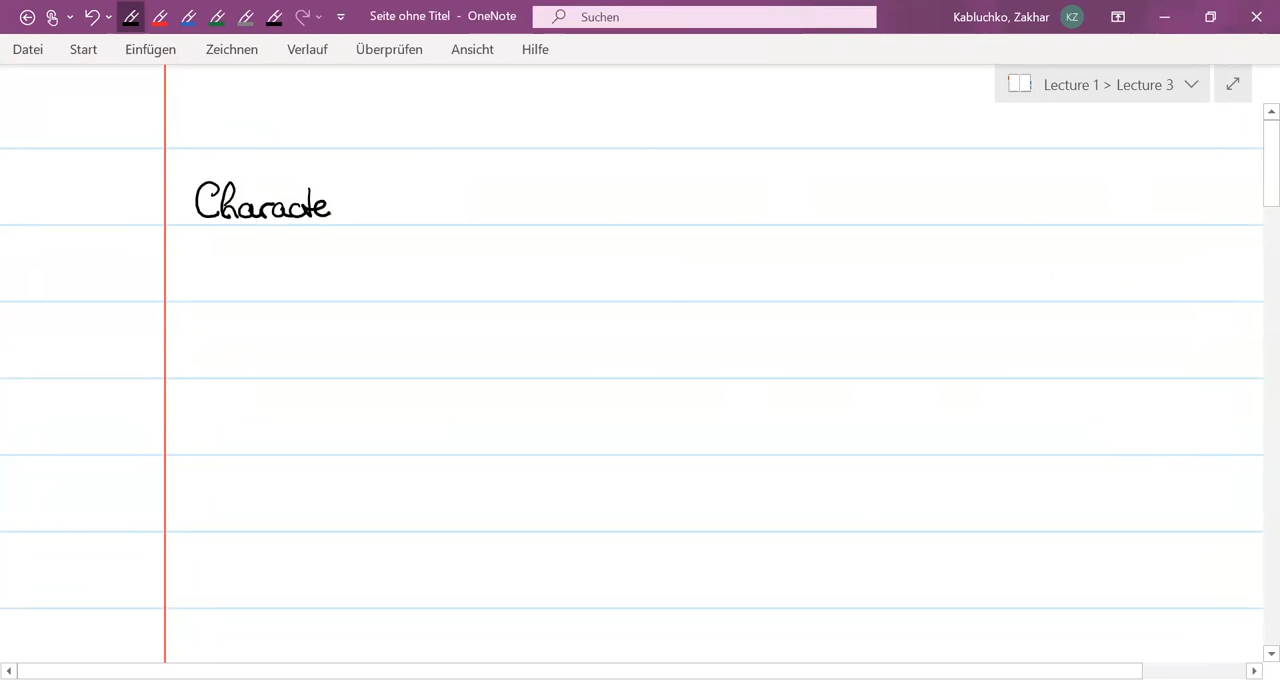 Seite ohne Titel - OneNote
Suchen
Kabluchko, Zakhar
KZ
Datei
Start
Einfügen
Zeichnen
Verlauf
Überprüfen
Ansicht
Hilfe
Lecture 1 > Lecture 3
Characte